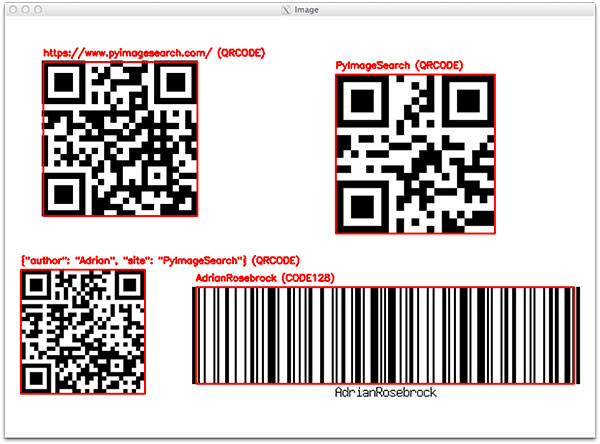 Image
https://www.pyimagesearch.com/ (QRCODE)
PyImageSearch (QRCODE)
{"author": "Adrian", "site": "PyImageSearch"} (QRCODE)
AdrianRosebrock (CODE128)
AdrianRosebrock